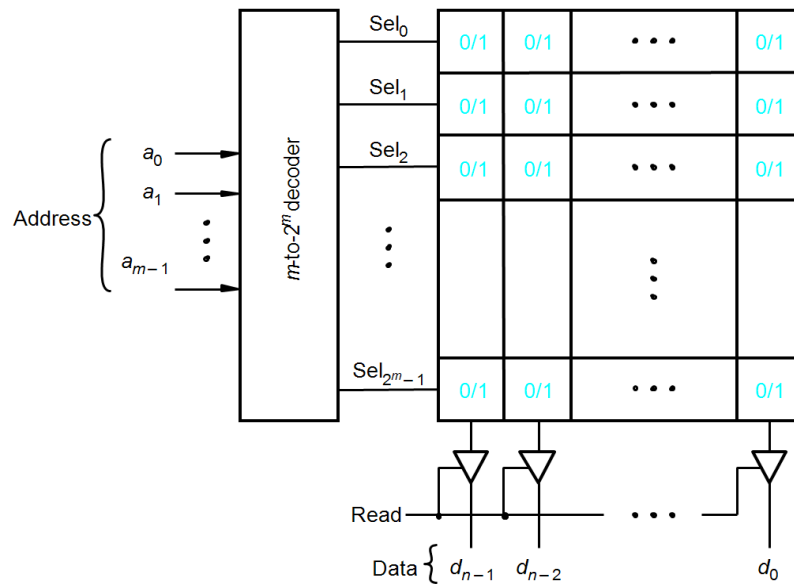 Sel₀ 0/1 0/1 • • • 0/1
Sel₁ 0/1 0/1 • • • 0/1
a₀ Sel₂ 0/1 0/1 • • • 0/1
Address a₁
aₘ₋₁
m-to-2ᵐ decoder
Sel₂ᵐ₋₁ 0/1 0/1 • • • 0/1
Read • • •
Data dₙ₋₁ dₙ₋₂ d₀